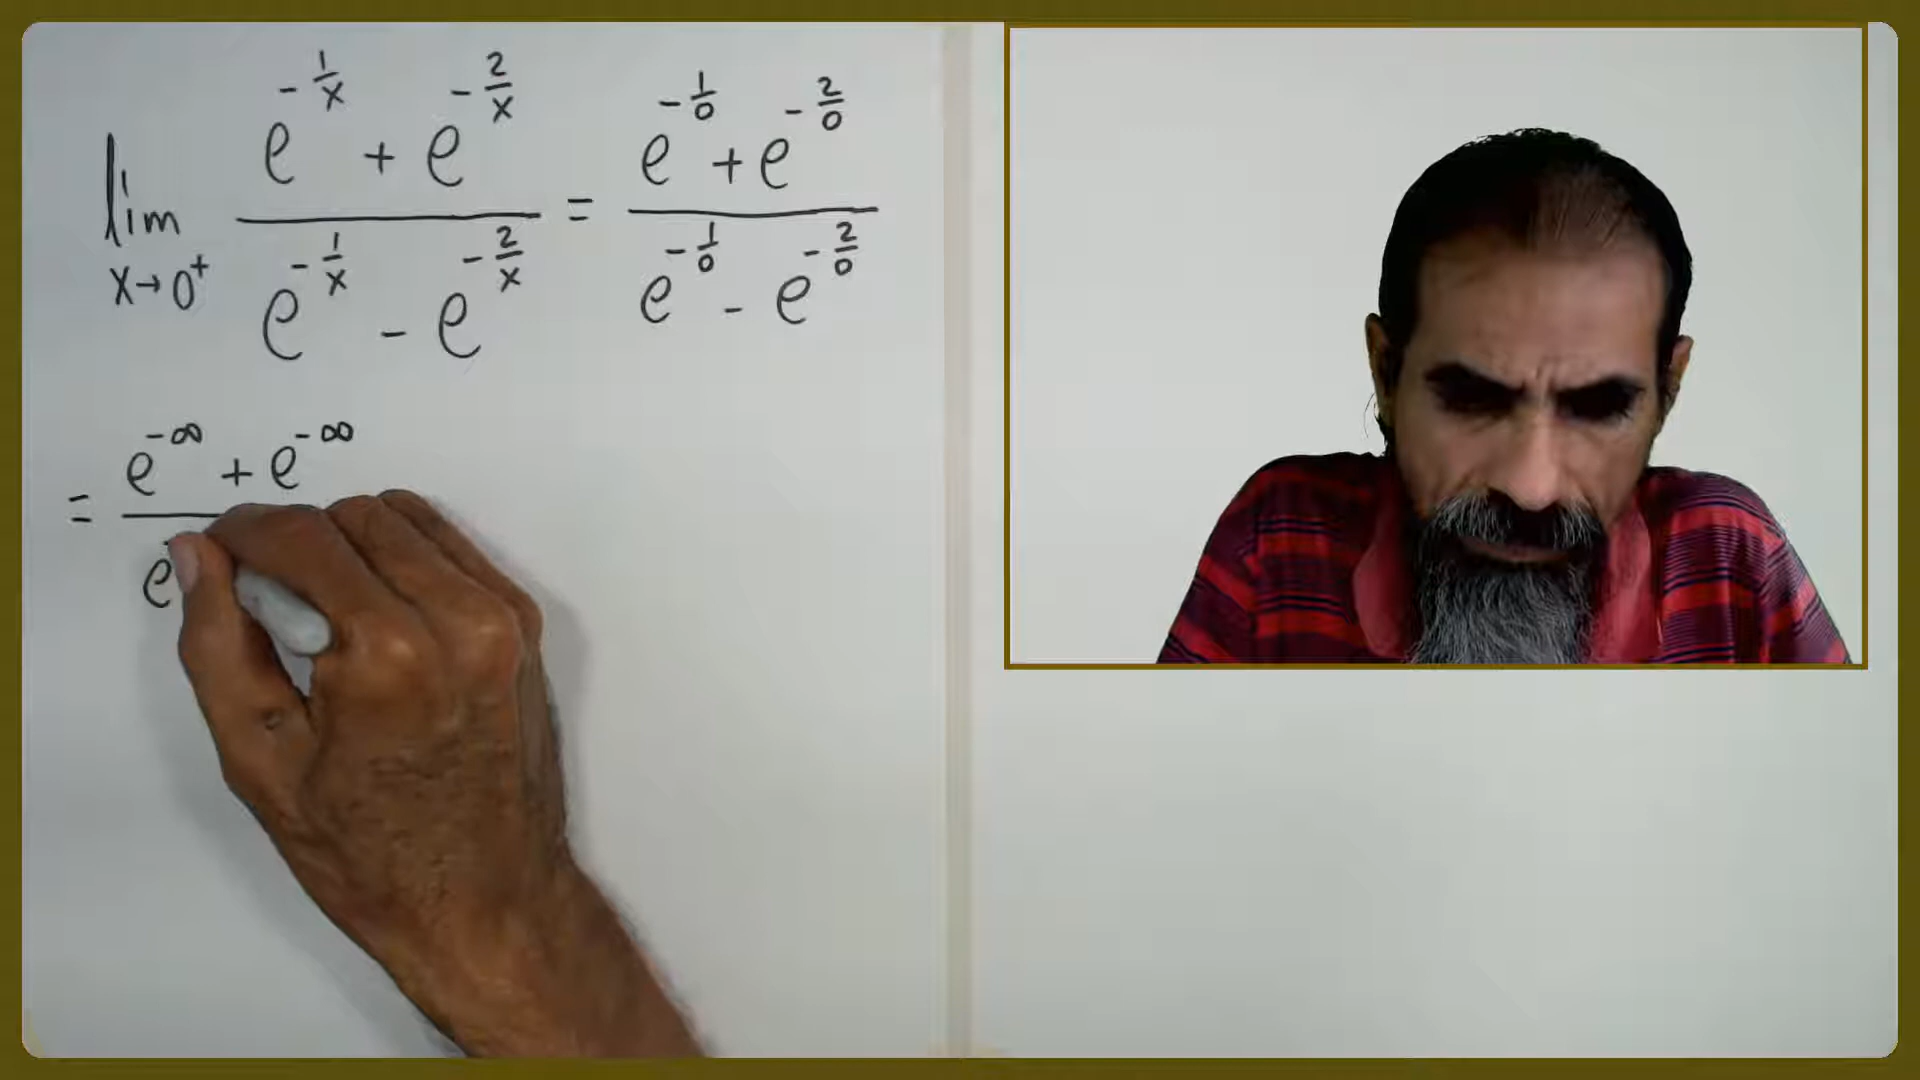 lim x→0⁺ (e^(-1/x) + e^(-2/x)) / (e^(-1/x) - e^(-2/x)) = (e^(-1/0) + e^(-2/0)) / (e^(-1/0) - e^(-2/0))
= (e^(-∞) + e^(-∞)) / e